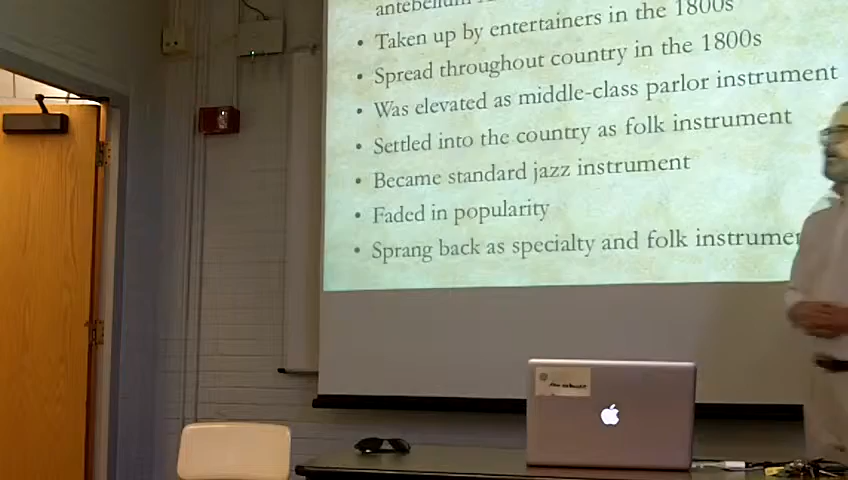 antebellum
• Taken up by entertainers in the 1800s
• Spread throughout country in the 1800s
• Was elevated as middle-class parlor instrument
• Settled into the country as folk instrument
• Became standard jazz instrument
• Faded in popularity
• Sprang back as specialty and folk instrumen